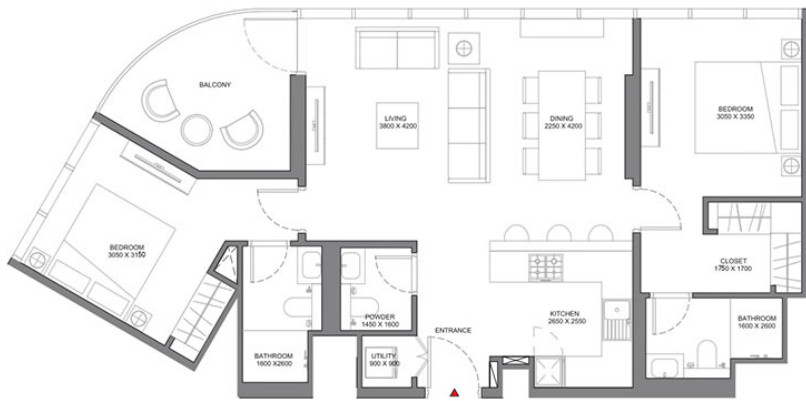 BALCONY
LIVING
3800 X 4200
DINING
2250 X 4200
BEDROOM
3050 X 3350
BEDROOM
3050 X 3150
CLOSET
1750 X 1700
KITCHEN
2650 X 2550
POWDER
1450 X 1600
ENTRANCE
BATHROOM
1600 X 2600
BATHROOM
1600 X2600
UTILITY
900 X 900